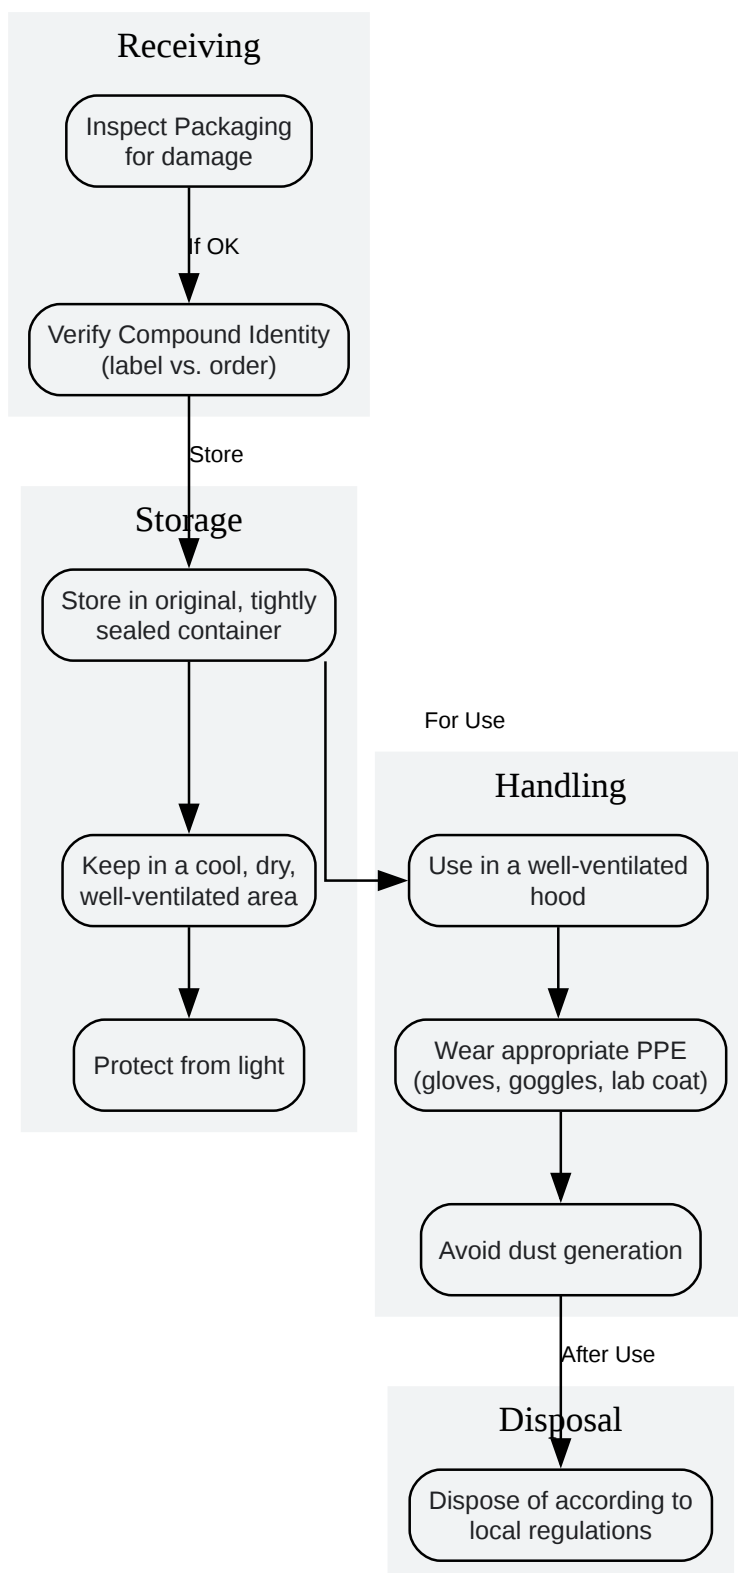 Receiving
Inspect Packaging
for damage
If OK
Verify Compound Identity
(label vs. order)
Store
Storage
Store in original, tightly
sealed container
For Use
Handling
Keep in a cool, dry,
well-ventilated area
Use in a well-ventilated
hood
Protect from light
Wear appropriate PPE
(gloves, goggles, lab coat)
Avoid dust generation
After Use
Disposal
Dispose of according to
local regulations